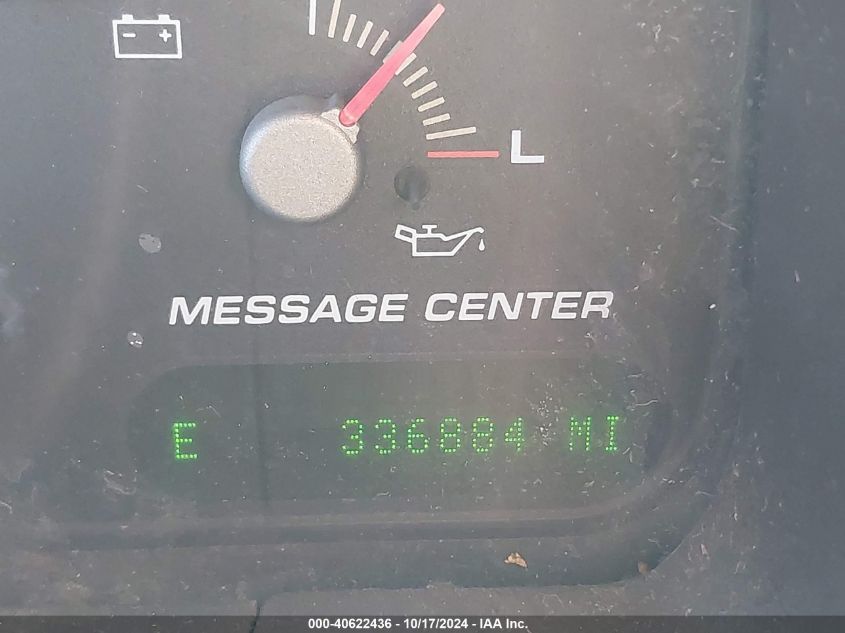 L
MESSAGE CENTER
E 336884 MI
000-40622436 - 10/17/2024 - IAA Inc.